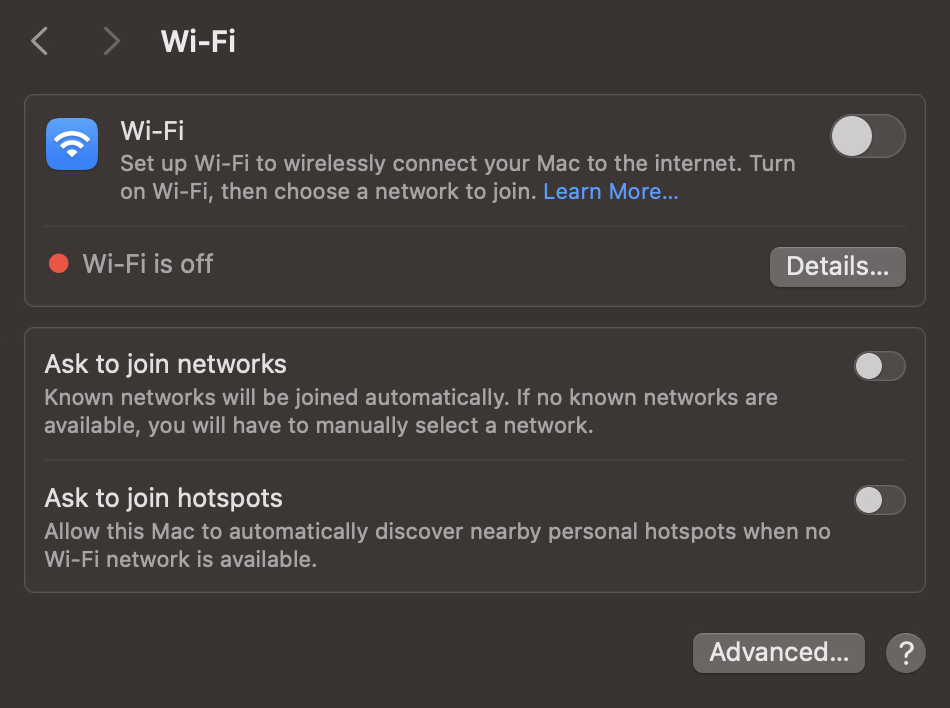 Wi-Fi
Wi-Fi
Set up Wi-Fi to wirelessly connect your Mac to the internet. Turn
on Wi-Fi, then choose a network to join. Learn More...
Wi-Fi is off
Details...
Ask to join networks
Known networks will be joined automatically. If no known networks are
available, you will have to manually select a network.
Ask to join hotspots
Allow this Mac to automatically discover nearby personal hotspots when no
Wi-Fi network is available.
Advanced...
?